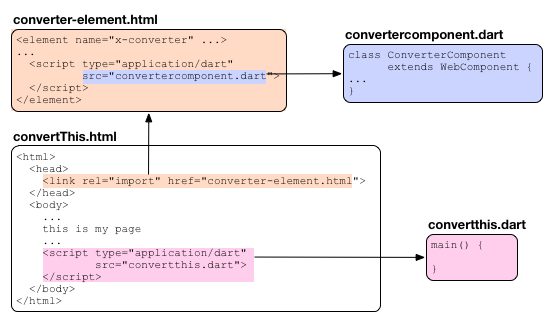 converter-element.html
<element name="x-converter" ...>
...
<script type="application/dart"
src="convertercomponent.dart">
</script>
</element>
convertercomponent.dart
class ConverterComponent
extends WebComponent {
...
}
convertThis.html
<html>
<head>
<link rel="import" href="converter-element.html">
</head>
<body>
...
this is my page
...
<script type="application/dart"
src="convertthis.dart">
</script>
</body>
</html>
convertthis.dart
main() {
}